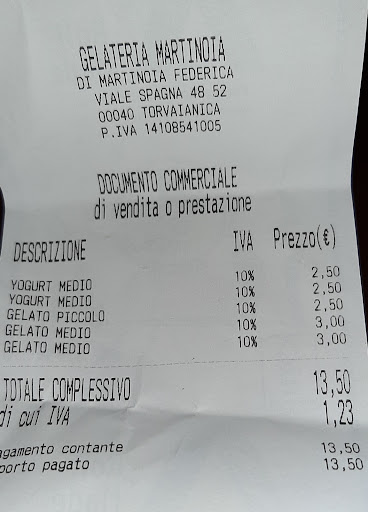 GELATERIA MARTINOIA
DI MARTINOIA FEDERICA
VIALE SPAGNA 48 52
00040 TORVAIANICA
P.IVA 14108541005
DOCUMENTO COMMERCIALE
di vendita o prestazione
DESCRIZIONE IVA Prezzo(€)
YOGURT MEDIO 10% 2,50
YOGURT MEDIO 10% 2,50
GELATO PICCOLO 10% 2,50
GELATO MEDIO 10% 3,00
GELATO MEDIO 10% 3,00
TOTALE COMPLESSIVO 13,50
di cui IVA 1,23
agamento contante 13,50
porto pagato 13,50